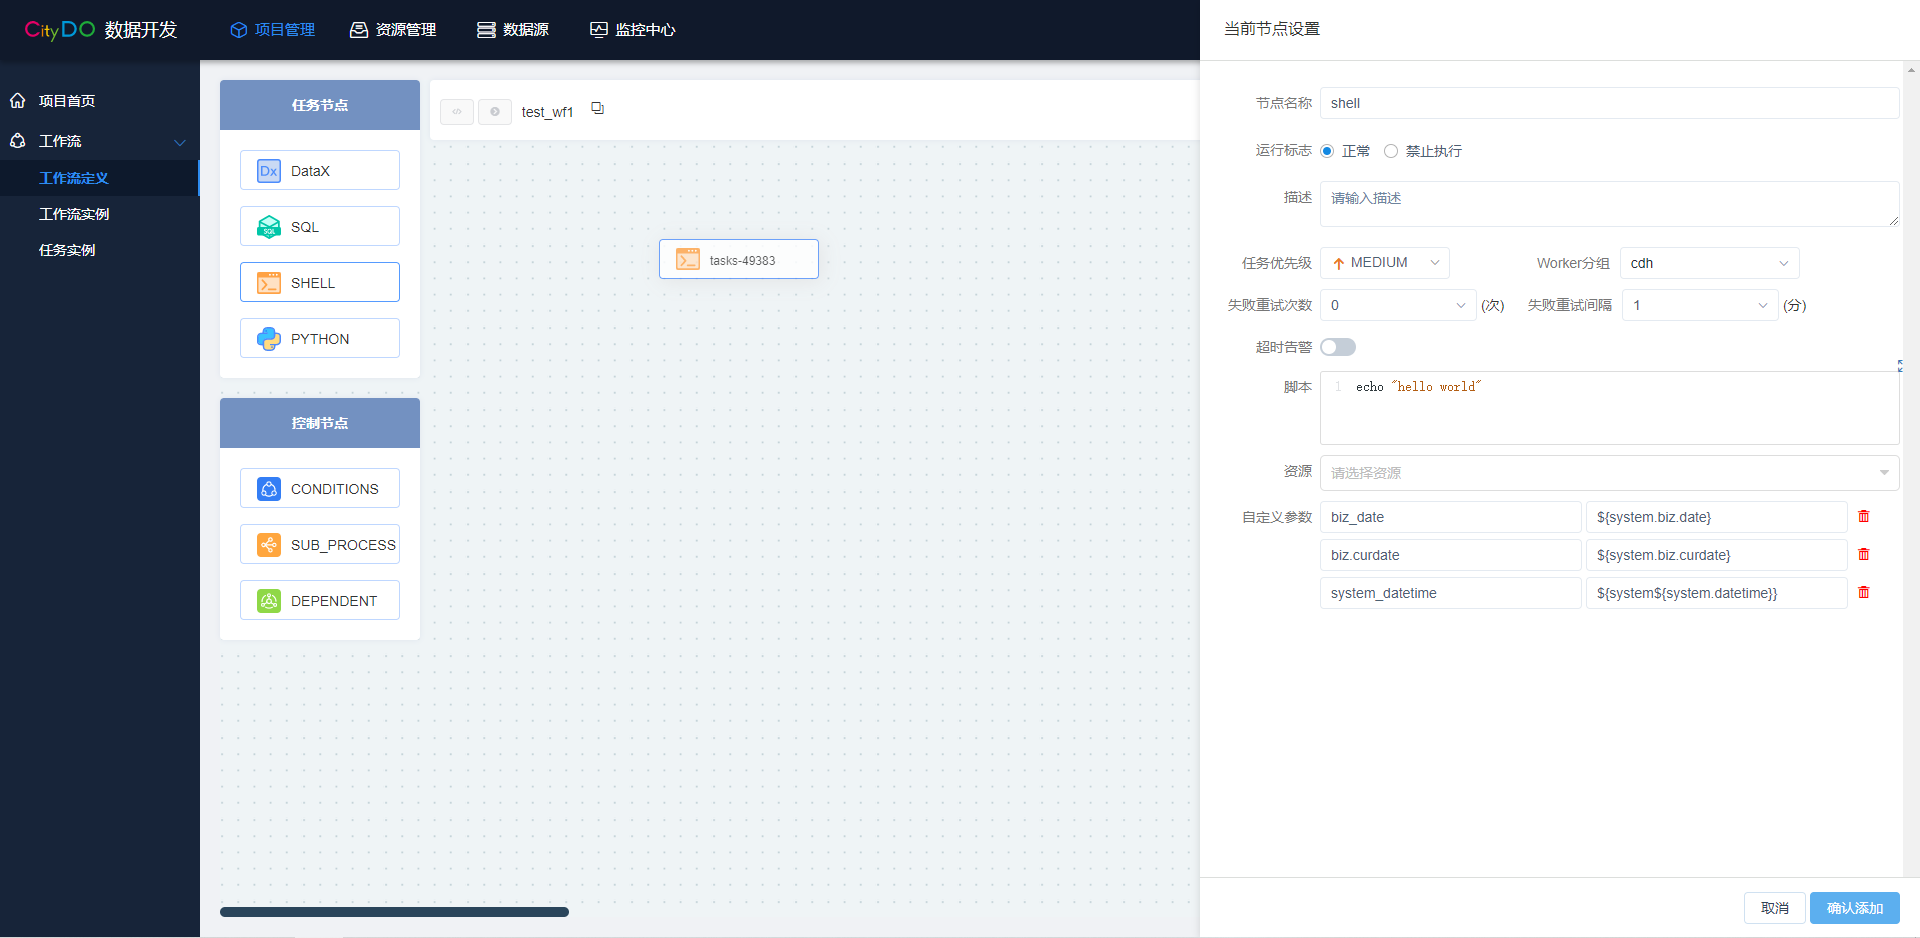 CityDO 数据开发
项目管理
资源管理
数据源
监控中心
当前节点设置
项目首页
工作流
工作流定义
工作流实例
任务实例
任务节点
DataX
Dx
SQL
SQL
SHELL
PYTHON
控制节点
CONDITIONS
SUB_PROCESS
DEPENDENT
test_wf1
tasks-49383
节点名称 shell
运行标志 正常 禁止执行
描述 请输入描述
任务优先级 MEDIUM Worker分组 cdh
失败重试次数 0 (次) 失败重试间隔 1 (分)
超时告警
脚本 1 echo "hello world"
资源 请选择资源
自定义参数 biz_date ${system.biz.date}
biz.curdate ${system.biz.curdate}
system_datetime ${system${system.datetime}}
取消 确认添加